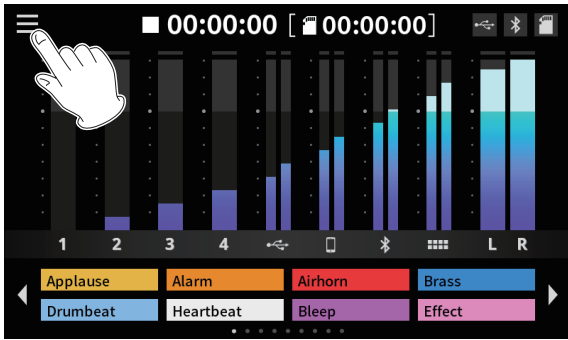 00:00:00 [ 00:00:00]
1 2 3 4 L R
Applause Alarm Airhorn Brass
Drumbeat Heartbeat Bleep Effect